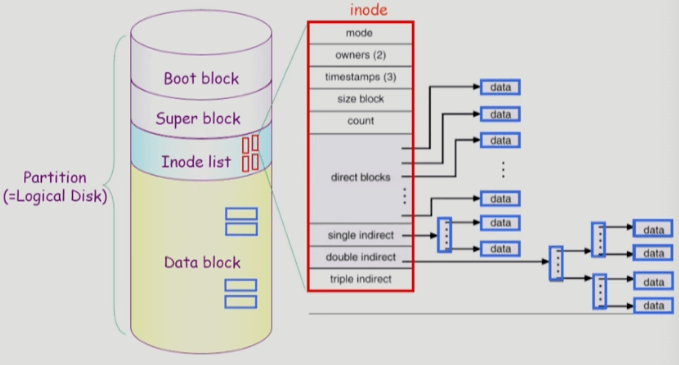 inode
Partition
(=Logical Disk)
Boot block
Super block
Inode list
Data block
mode
owners (2)
timestamps (3)
size block
count
direct blocks
single indirect
double indirect
triple indirect
data
data
data
data
data
data
data
data
data
data